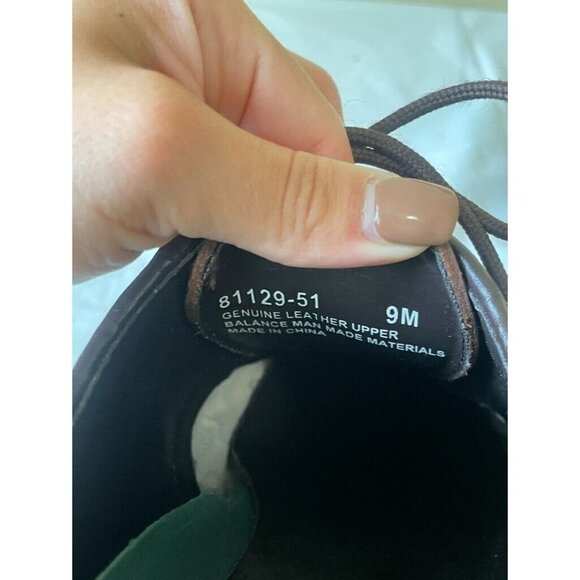 81129-51 9M
GENUINE LEATHER UPPER
BALANCE MAN MADE MATERIALS
MADE IN CHINA